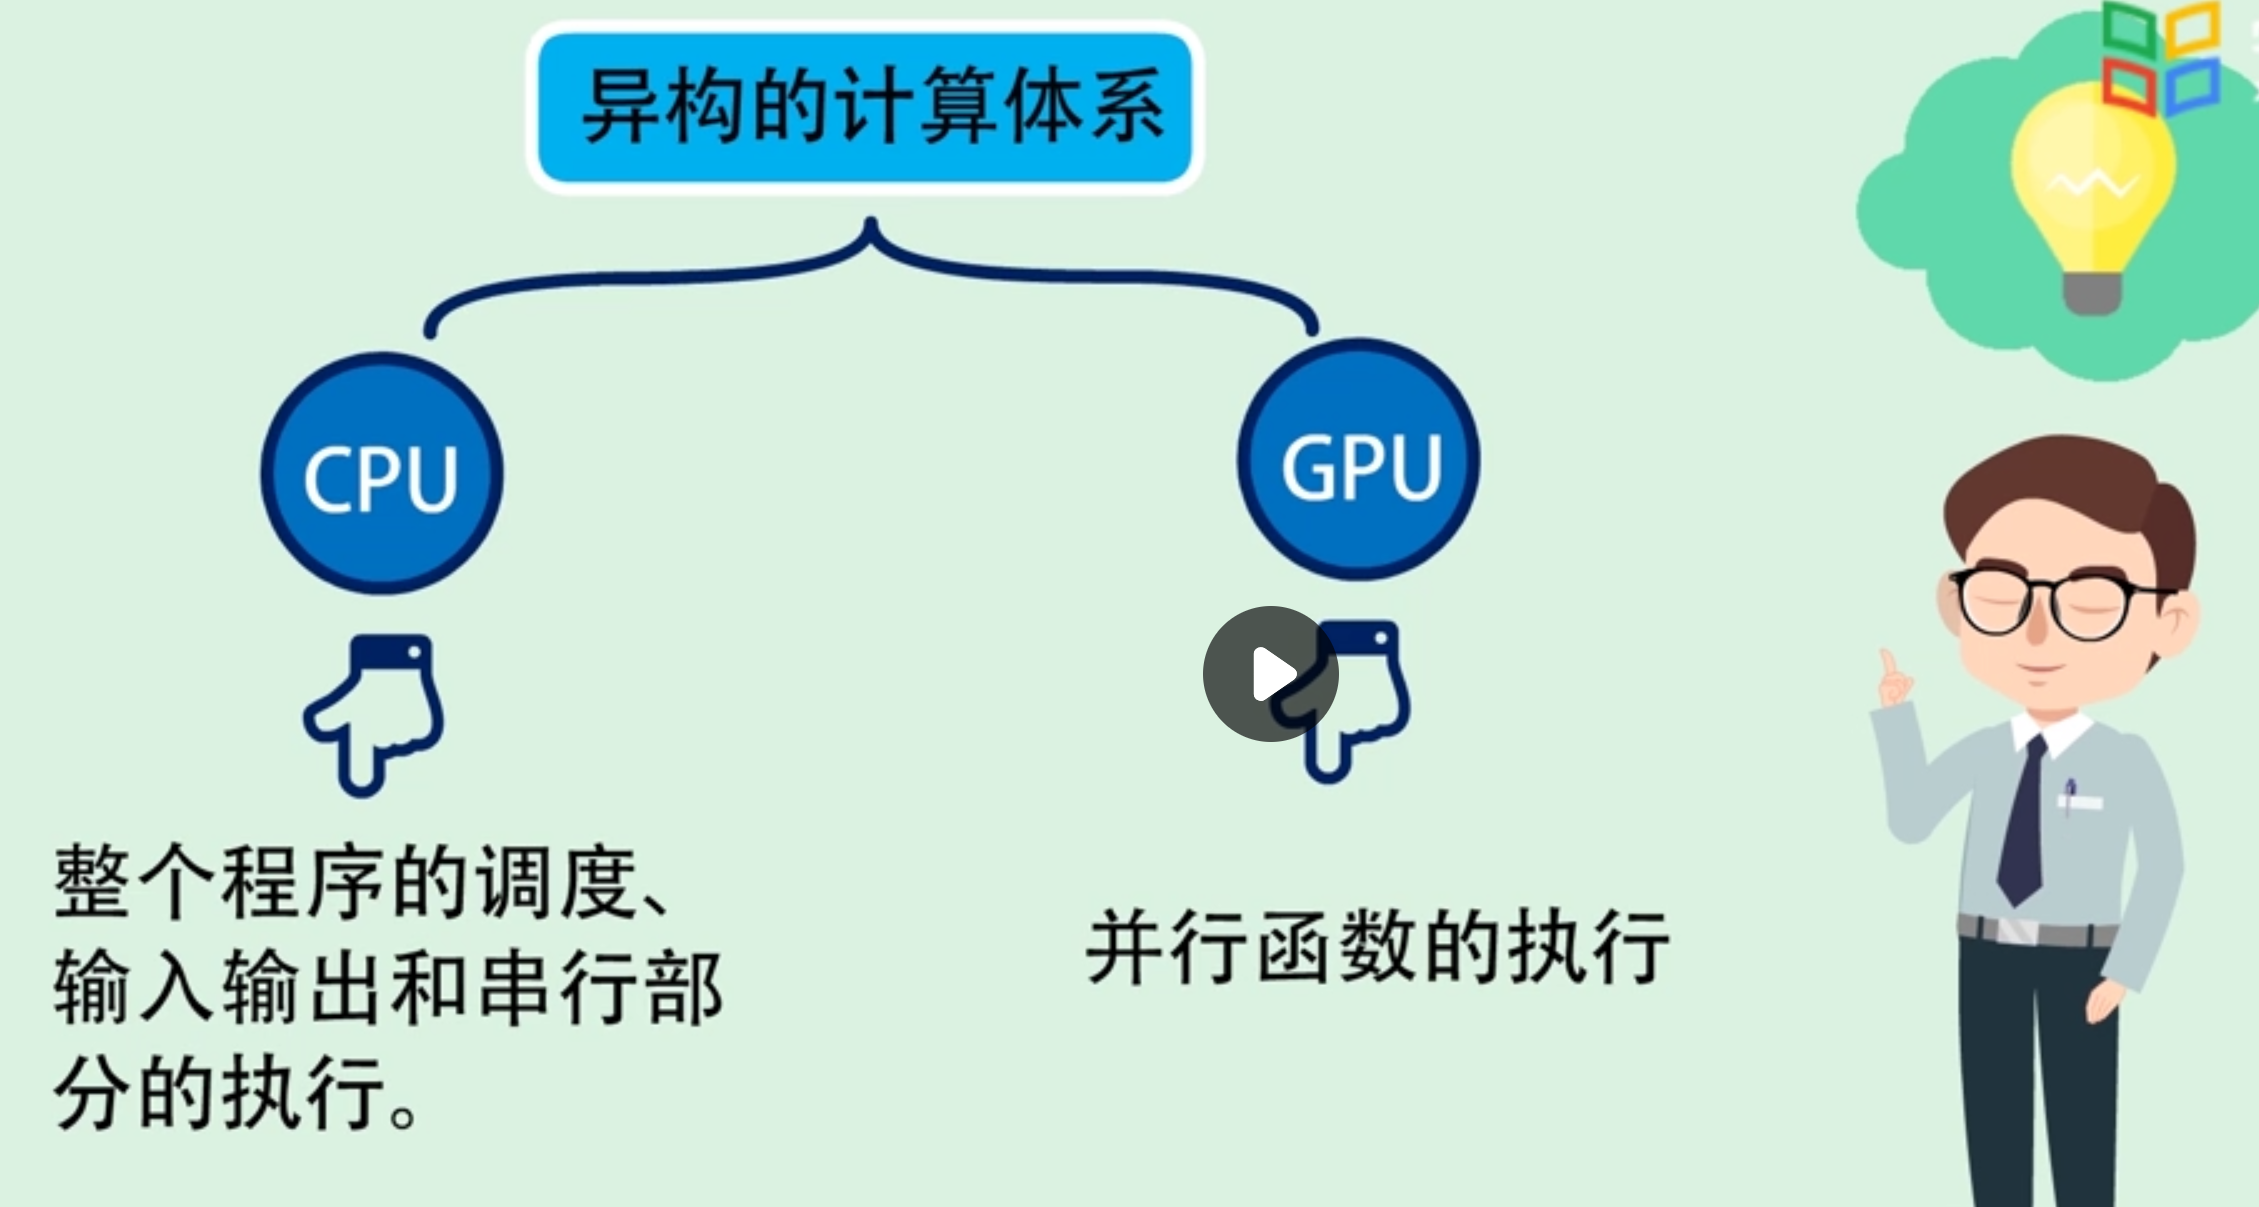 异构的计算体系
CPU
GPU
整个程序的调度、
输入输出和串行部
分的执行。
并行函数的执行